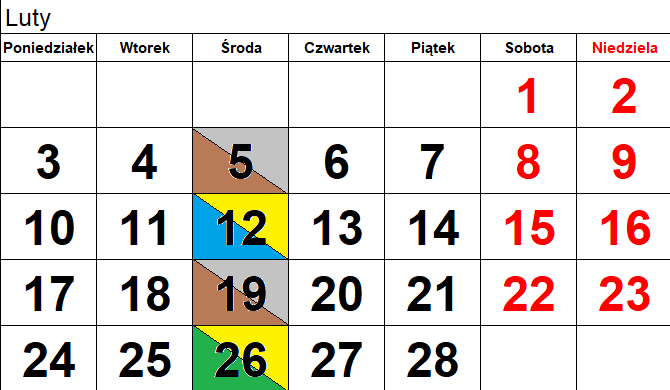 Luty
Poniedziałek Wtorek Środa Czwartek Piątek Sobota Niedziela
1 2
3 4 5 6 7 8 9
10 11 12 13 14 15 16
17 18 19 20 21 22 23
24 25 26 27 28